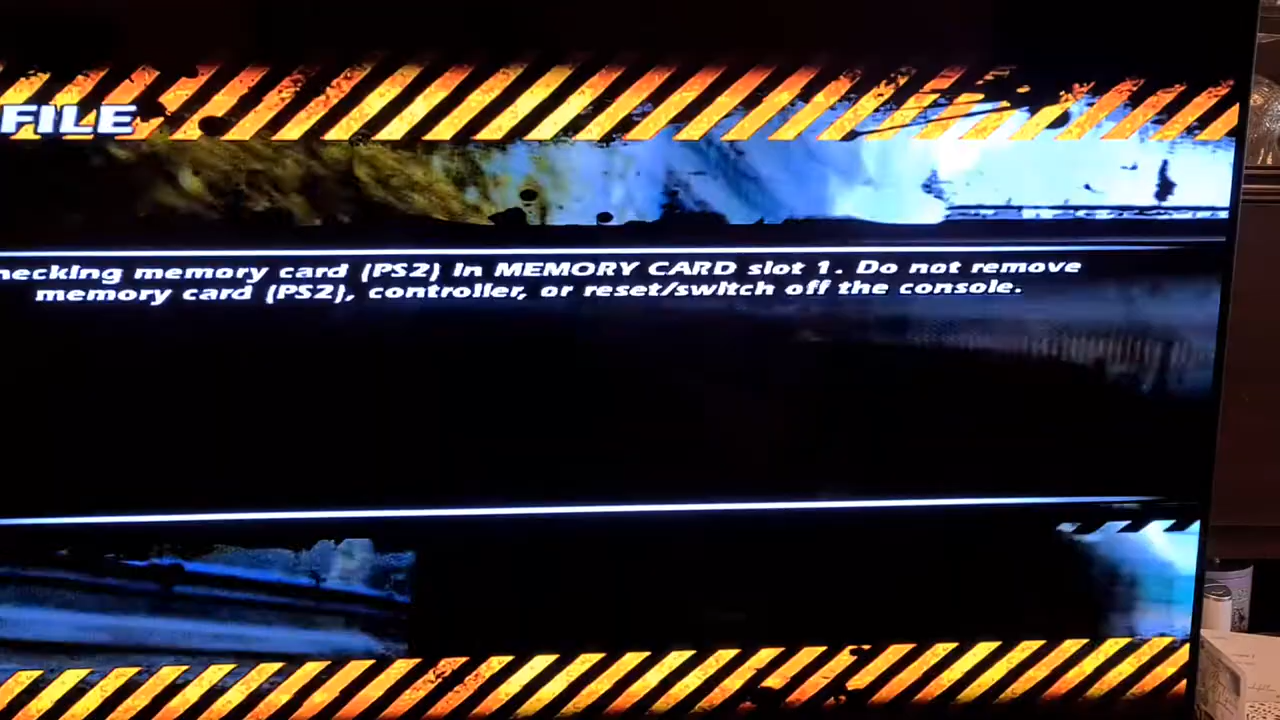 FILE
hecking memory card (PS2) in MEMORY CARD slot 1. Do not remove
memory card (PS2), controller, or reset/switch off the console.